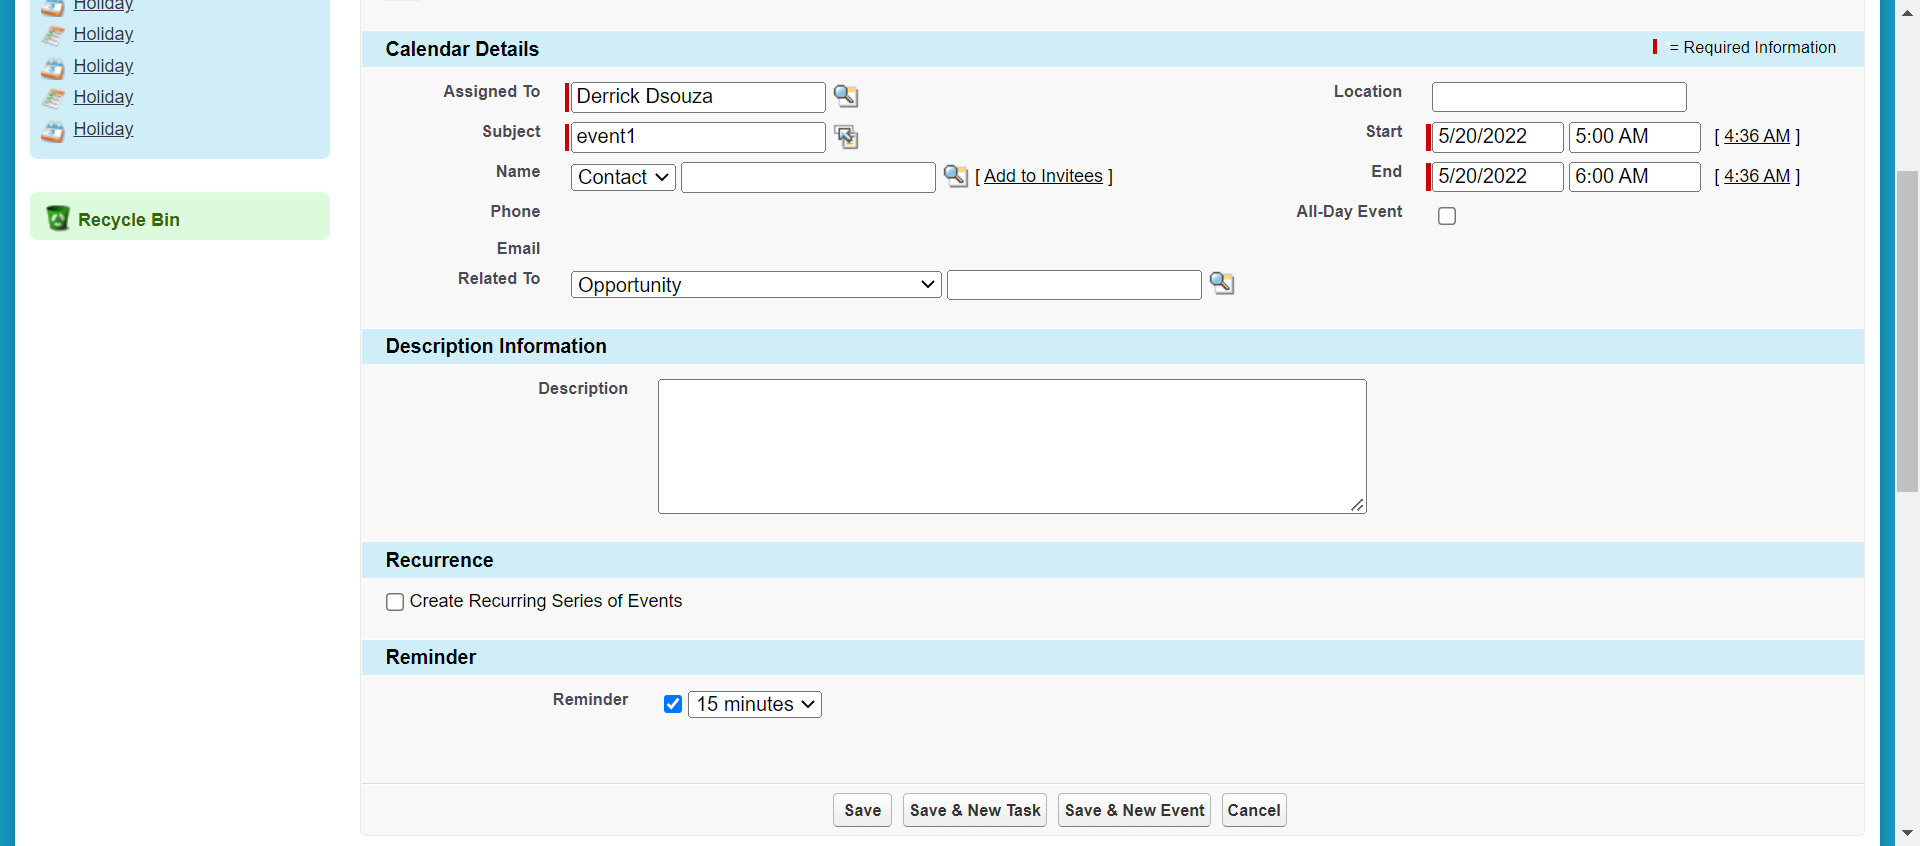 Holiday
Holiday
Holiday
Holiday
Holiday
Recycle Bin
Calendar Details
= Required Information
Assigned To Derrick Dsouza
Location
Subject event1
Start 5/20/2022 5:00 AM [ 4:36 AM ]
Name Contact [ Add to Invitees ]
End 5/20/2022 6:00 AM [ 4:36 AM ]
Phone
All-Day Event
Email
Related To Opportunity
Description Information
Description
Recurrence
Create Recurring Series of Events
Reminder
Reminder 15 minutes
Save Save & New Task Save & New Event Cancel